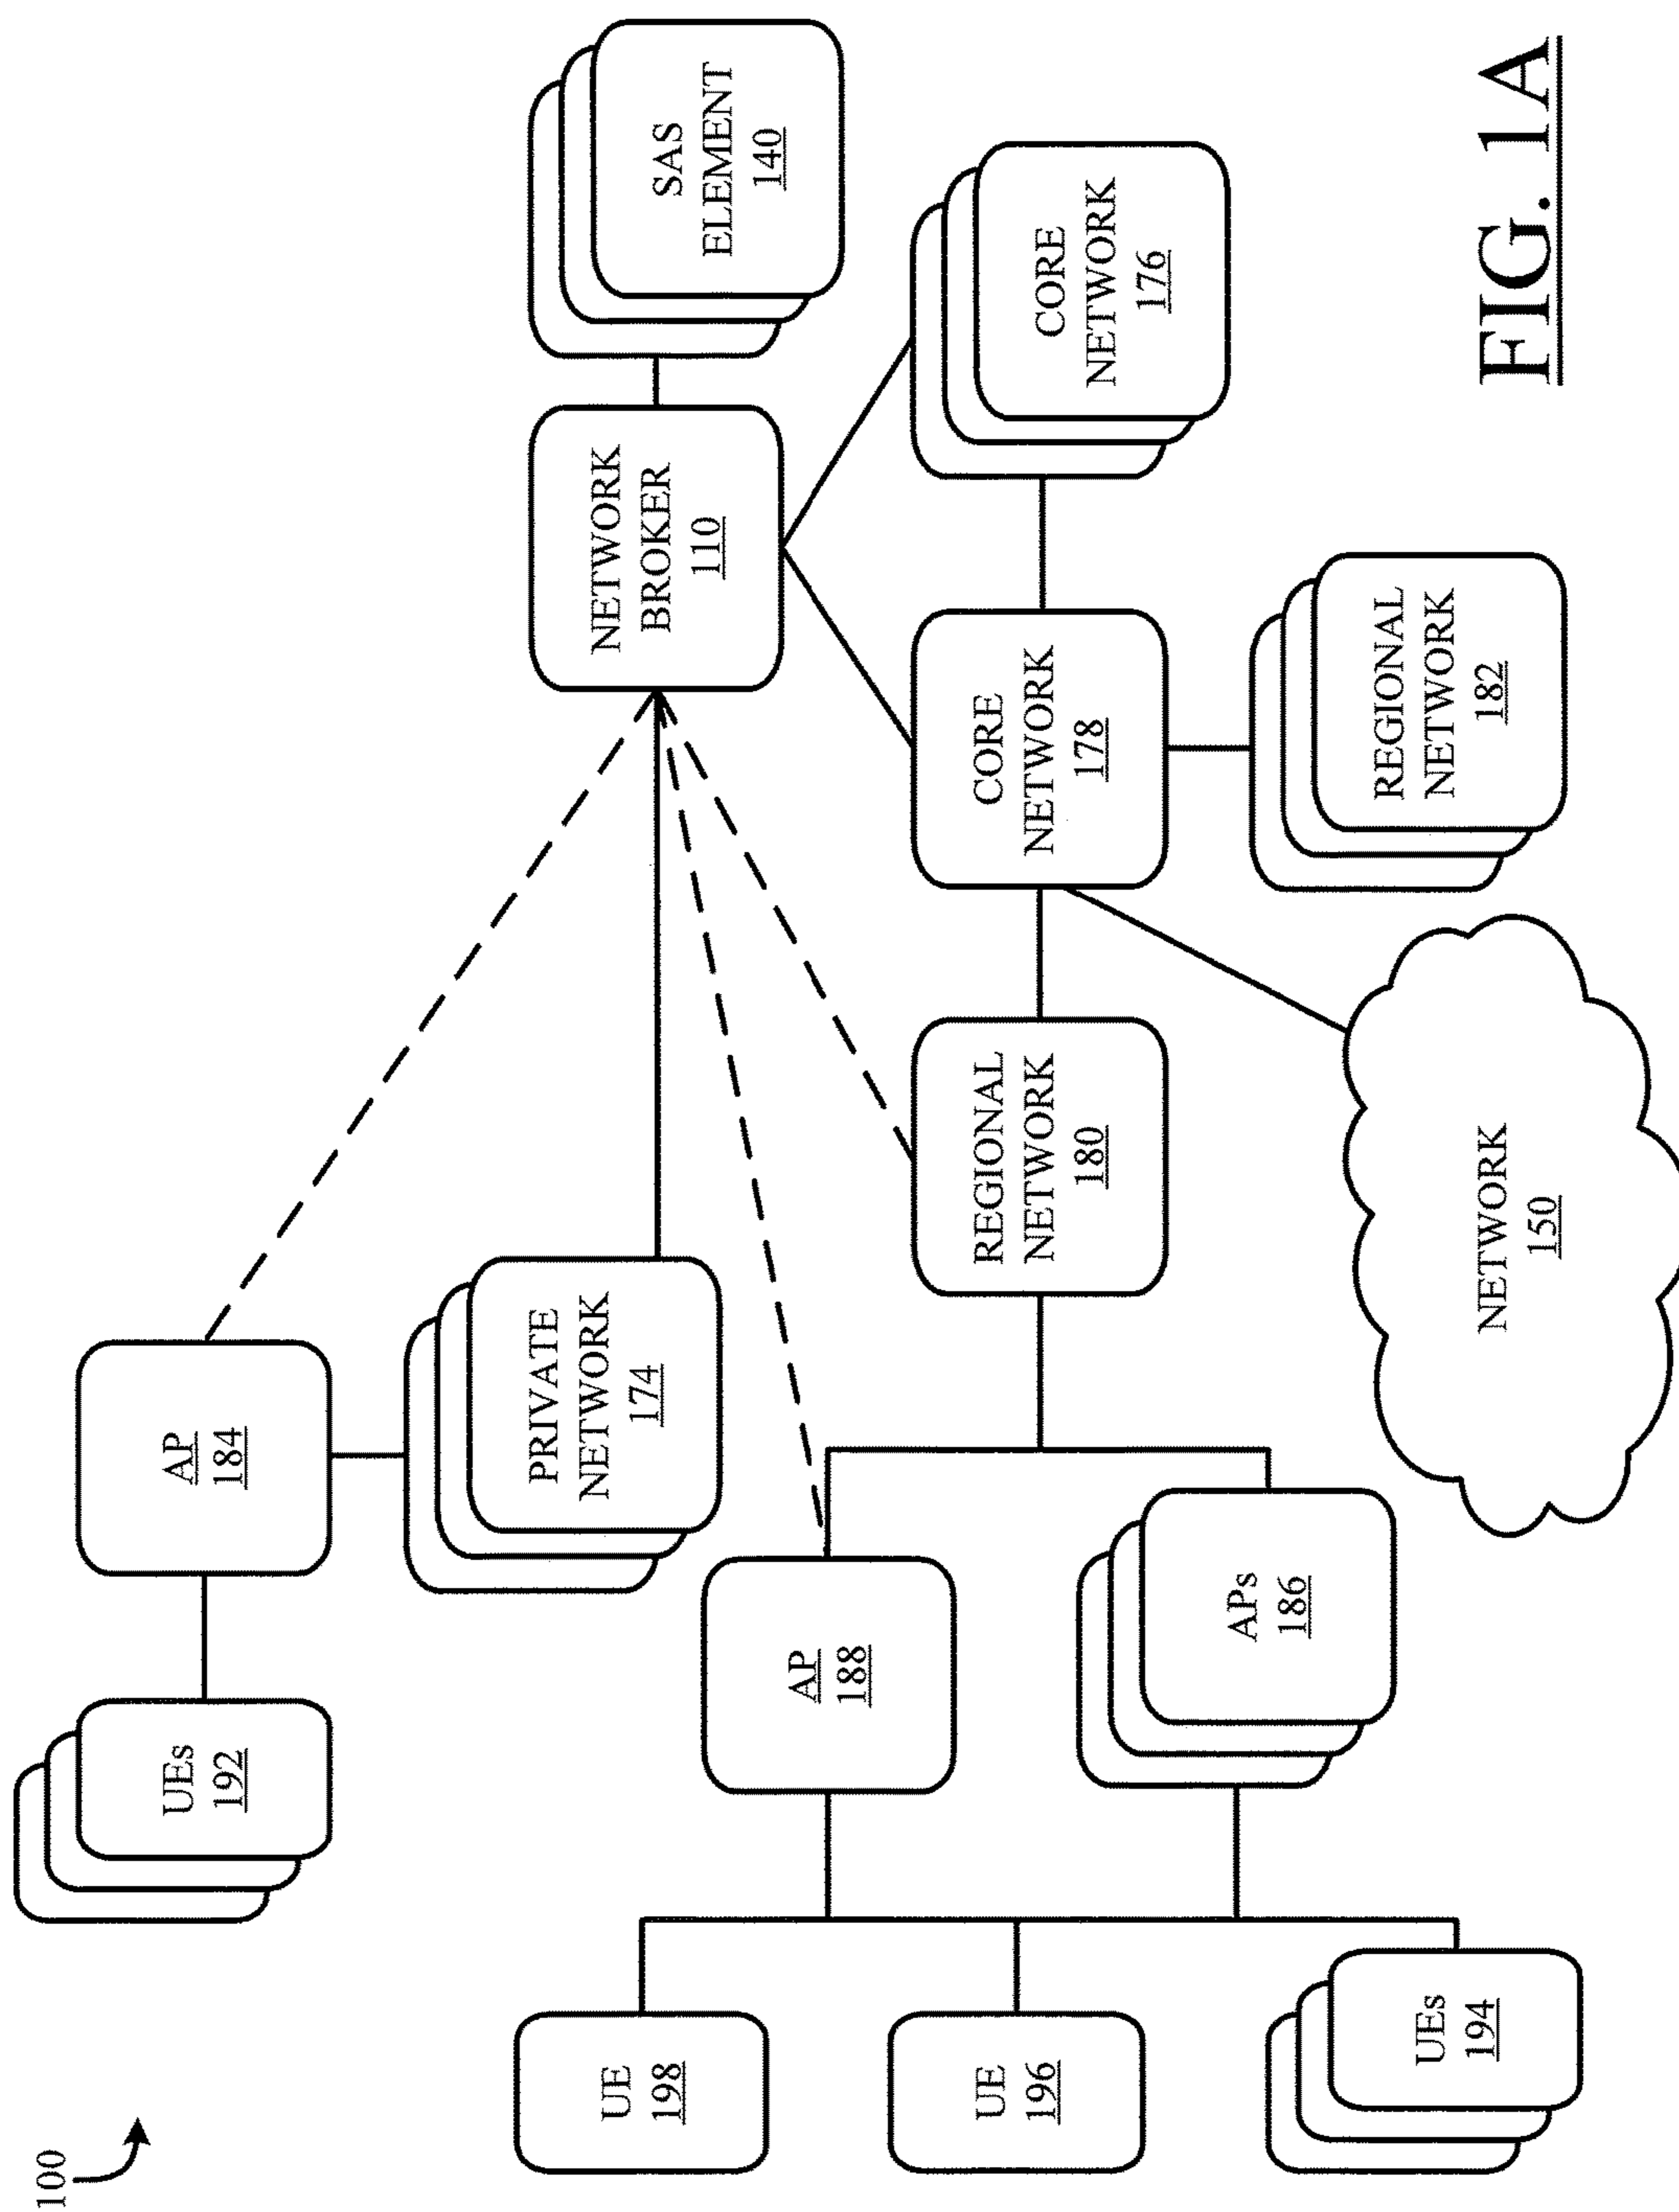 100
UEs
192
AP
184
PRIVATE
NETWORK
174
NETWORK
BROKER
110
SAS
ELEMENT
140
UE
198
AP
188
UE
196
APs
186
REGIONAL
NETWORK
180
CORE
NETWORK
178
CORE
NETWORK
176
UEs
194
NETWORK
150
REGIONAL
NETWORK
182
FIG. 1A